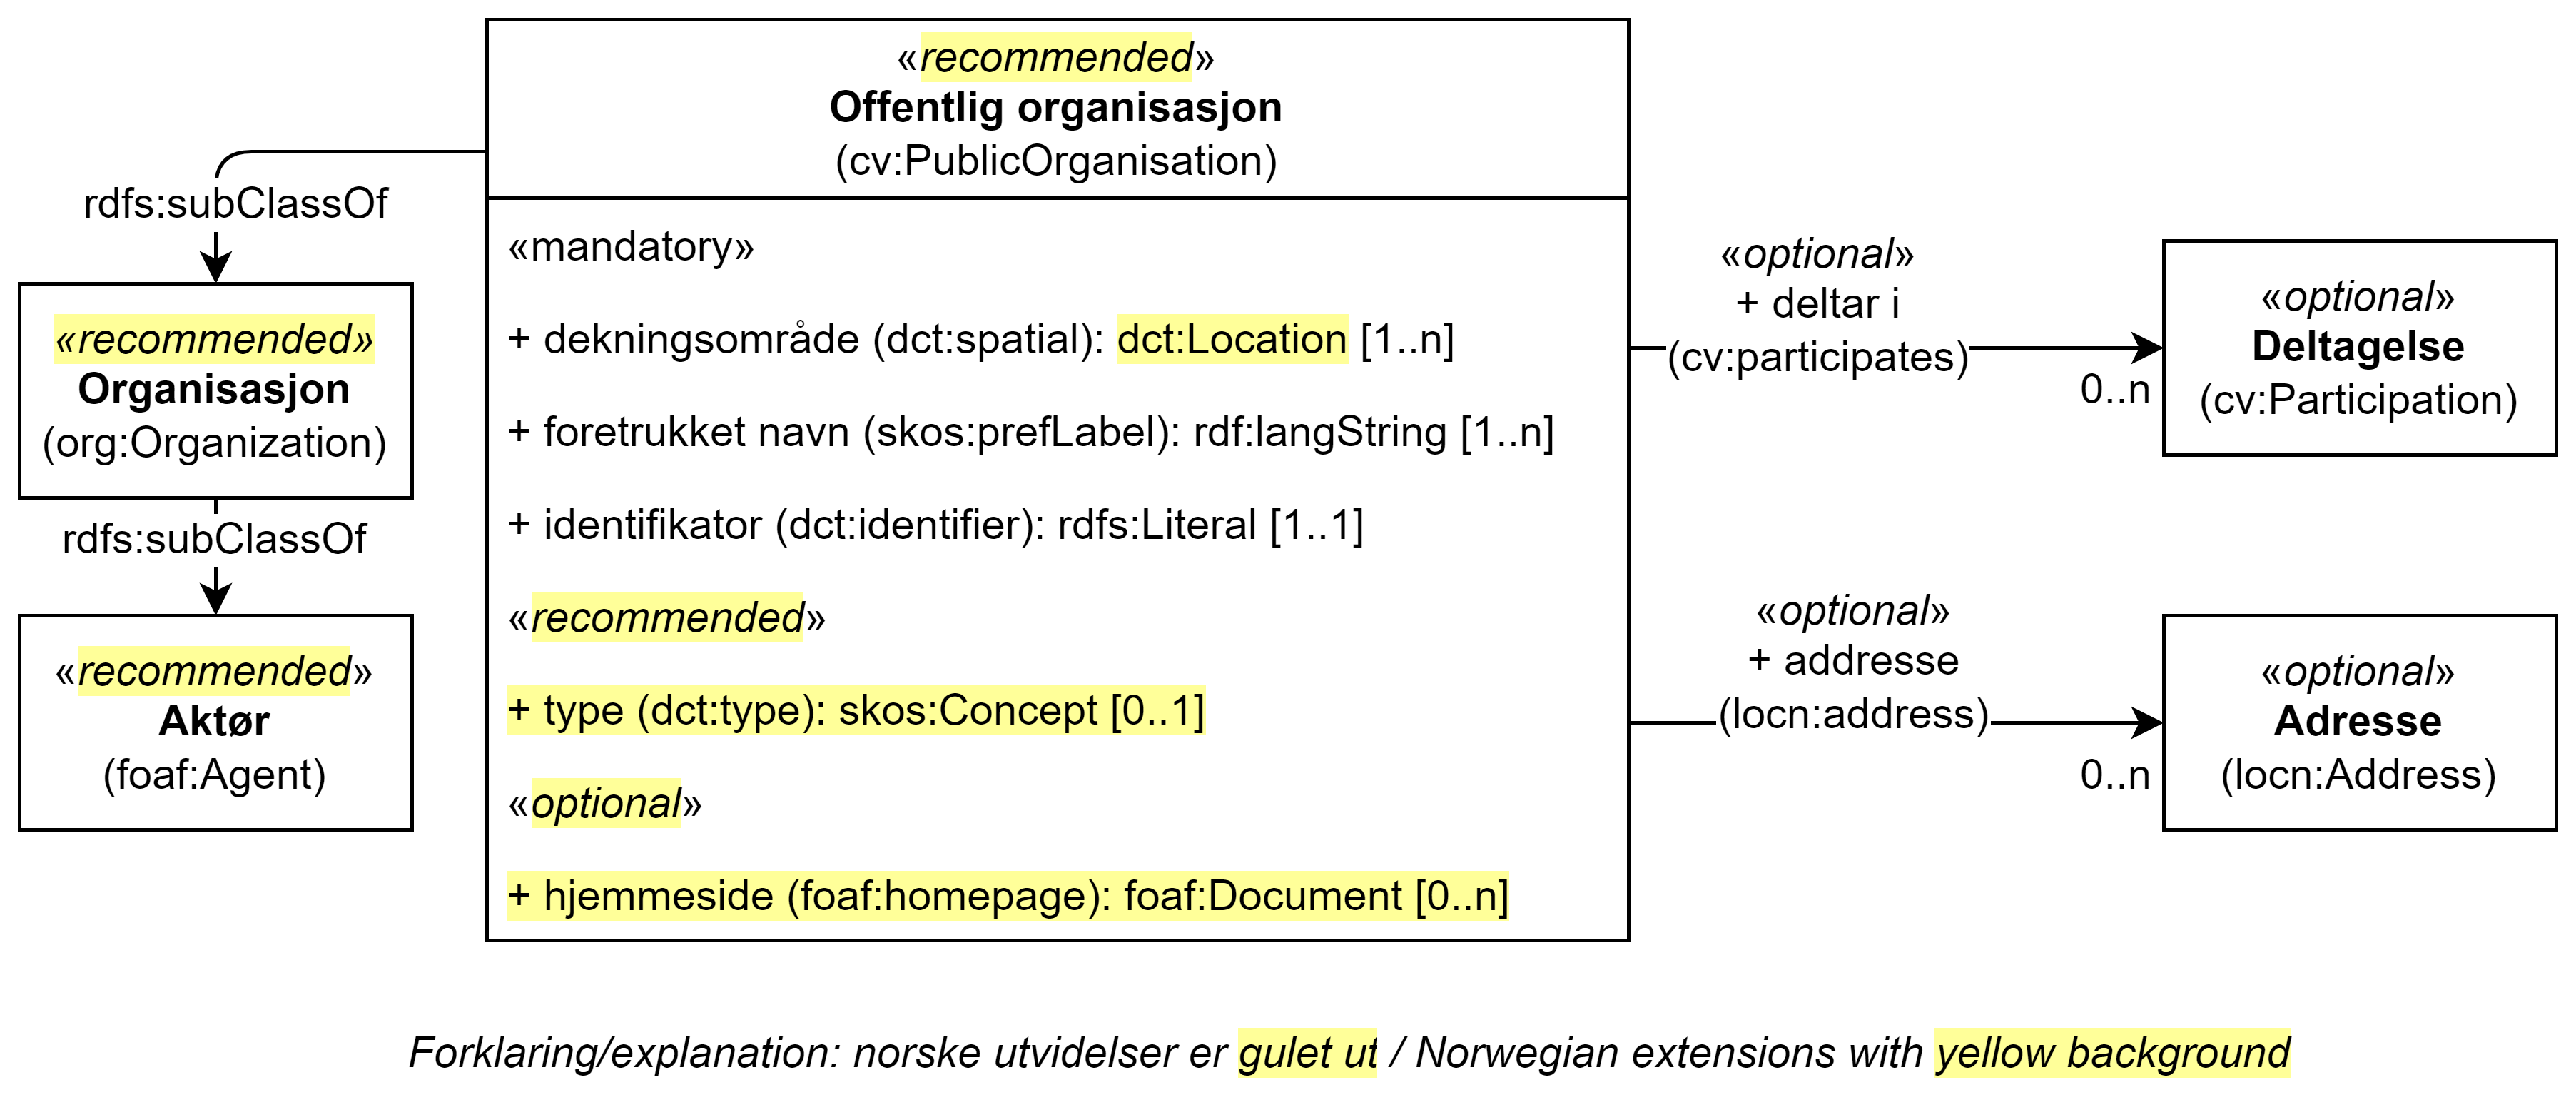 «recommended»
Offentlig organisasjon
(cv:PublicOrganisation)
rdfs:subClassOf
«recommended»
Organisasjon
(org:Organization)
rdfs:subClassOf
«recommended»
Aktør
(foaf:Agent)
«mandatory»
+ dekningsområde (dct:spatial): dct:Location [1..n]
+ foretrukket navn (skos:prefLabel): rdf:langString [1..n]
+ identifikator (dct:identifier): rdfs:Literal [1..1]
«recommended»
+ type (dct:type): skos:Concept [0..1]
«optional»
+ hjemmeside (foaf:homepage): foaf:Document [0..n]
«optional»
+ deltar i
(cv:participates)
0..n
«optional»
Deltagelse
(cv:Participation)
«optional»
+ addresse
(locn:address)
0..n
«optional»
Adresse
(locn:Address)
Forklaring/explanation: norske utvidelser er gulet ut / Norwegian extensions with yellow background